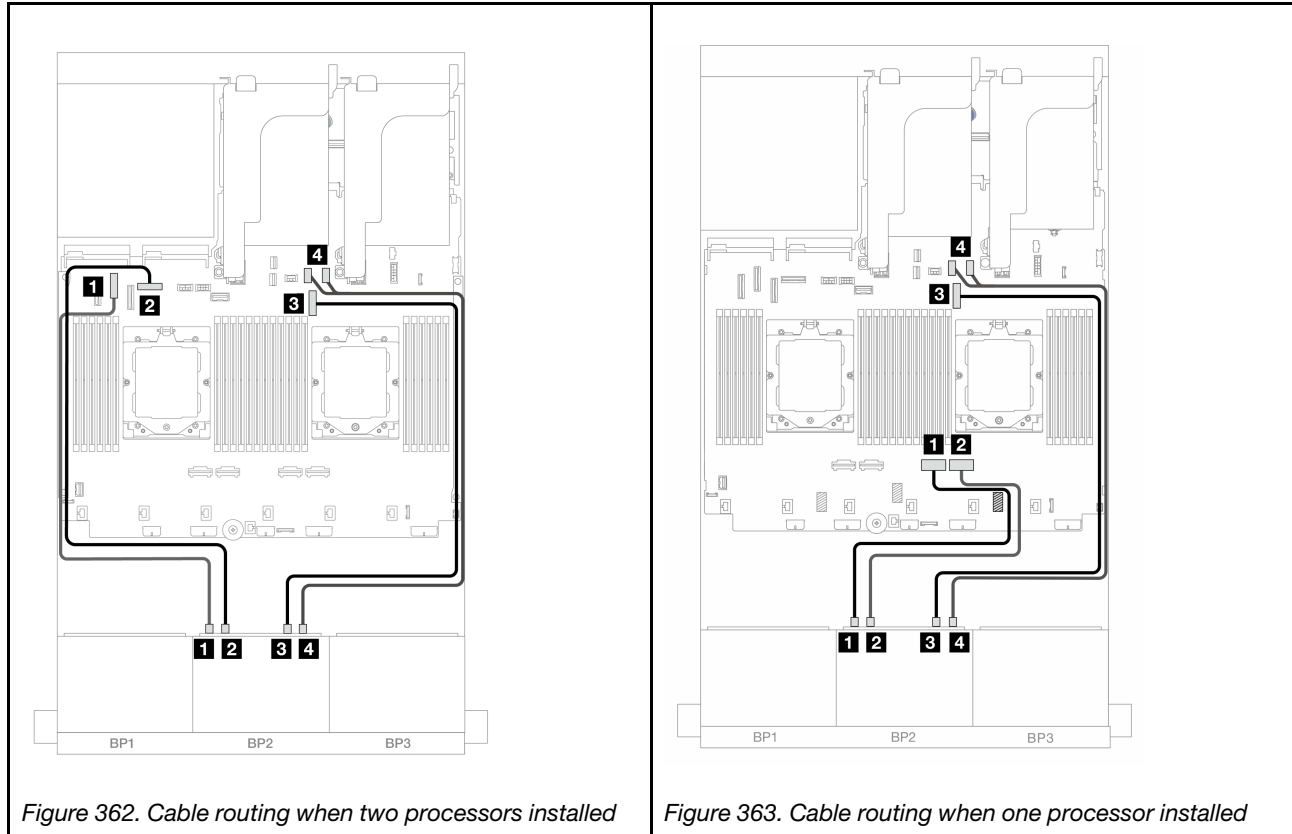 4
1
2
3
1 2 3 4
BP1 BP2 BP3
Figure 362. Cable routing when two processors installed
4
3
1 2
1 2 3 4
BP1 BP2 BP3
Figure 363. Cable routing when one processor installed